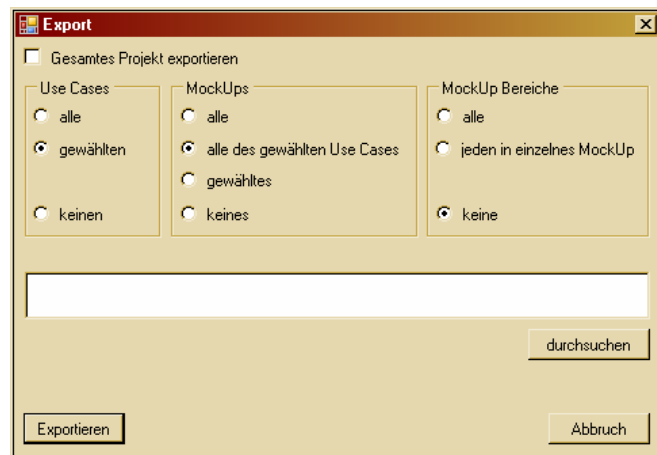 Export
Gesamtes Projekt exportieren
Use Cases
alle
gewählten
keinen
MockUps
alle
alle des gewählten Use Cases
gewähltes
keines
MockUp Bereiche
alle
jeden in einzelnes MockUp
keine
durchsuchen
Exportieren
Abbruch